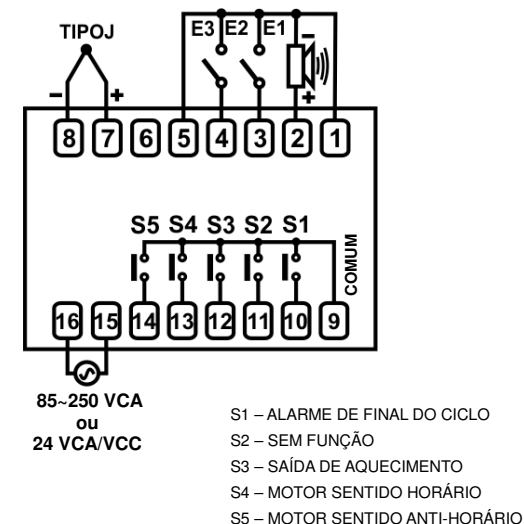 TIPOJ
E3 E2 E1
− + − +
8 7 6 5 4 3 2 1
S5 S4 S3 S2 S1
COMUM
16 15 14 13 12 11 10 9
85~250 VCA
ou
24 VCA/VCC
S1 – ALARME DE FINAL DO CICLO
S2 – SEM FUNÇÃO
S3 – SAÍDA DE AQUECIMENTO
S4 – MOTOR SENTIDO HORÁRIO
S5 – MOTOR SENTIDO ANTI-HORÁRIO